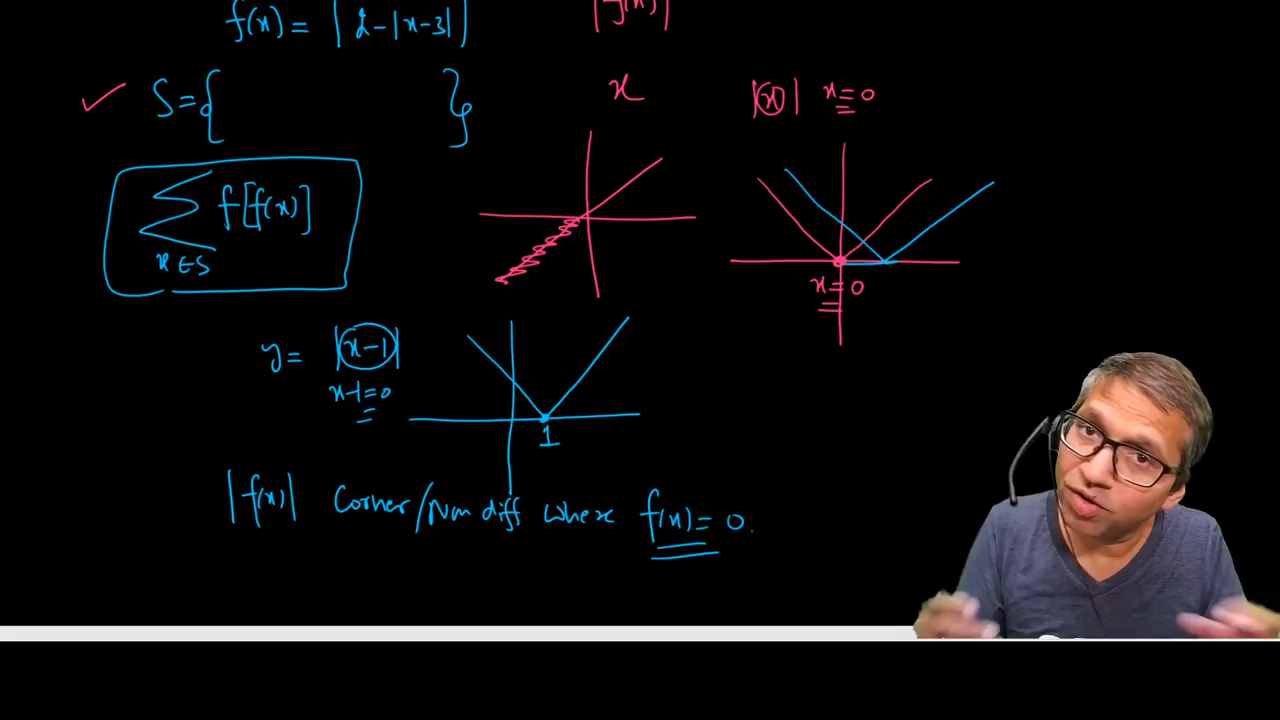 f(x) = | 2-|x-3| |
|f(x)|
S = { }
x
|x| x = 0
∑ f[f(x)]
x ∈ S
x = 0
y = |x-1|
x-1=0
1
|f(x)| Corner/Non diff where f(x) = 0.